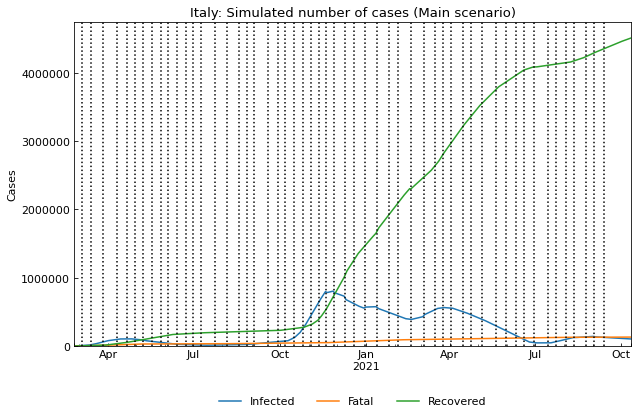 Italy: Simulated number of cases (Main scenario)
4000000
3000000
2000000
1000000
0
Cases
Apr Jul Oct Jan Apr Jul Oct
2021
Infected Fatal Recovered